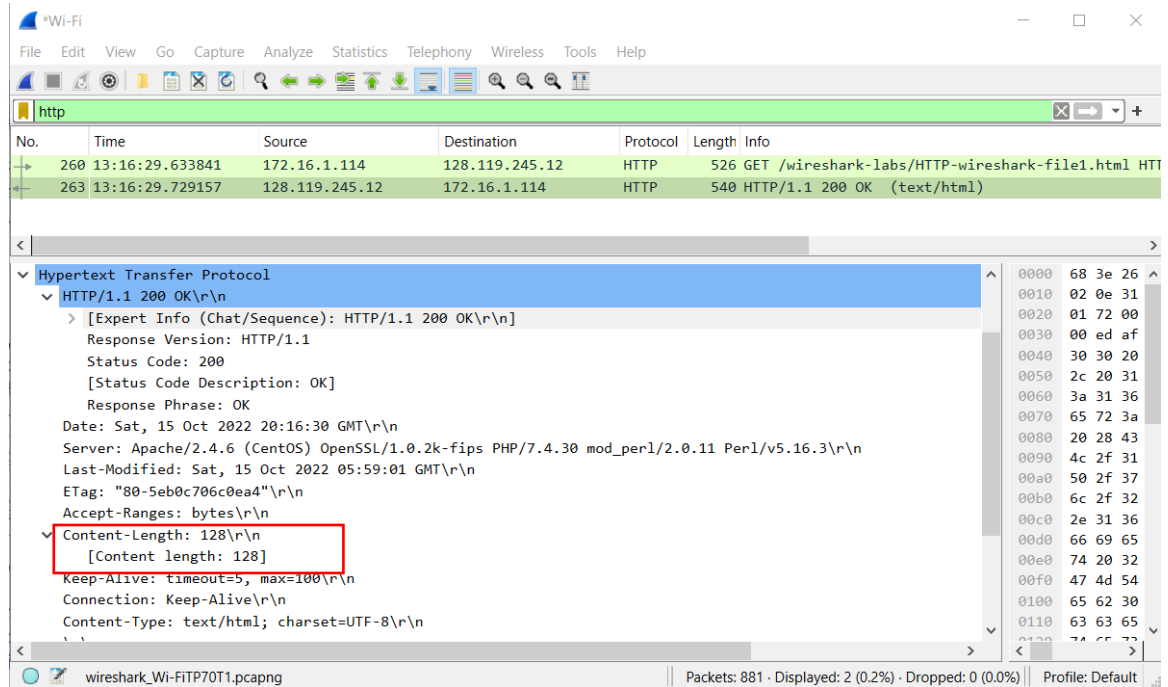 *Wi-Fi
File Edit View Go Capture Analyze Statistics Telephony Wireless Tools Help
http
No. Time Source Destination Protocol Length Info
260 13:16:29.633841 172.16.1.114 128.119.245.12 HTTP 526 GET /wireshark-labs/HTTP-wireshark-file1.html HTT
263 13:16:29.729157 128.119.245.12 172.16.1.114 HTTP 540 HTTP/1.1 200 OK (text/html)
Hypertext Transfer Protocol
HTTP/1.1 200 OK\r\n
[Expert Info (Chat/Sequence): HTTP/1.1 200 OK\r\n]
Response Version: HTTP/1.1
Status Code: 200
[Status Code Description: OK]
Response Phrase: OK
Date: Sat, 15 Oct 2022 20:16:30 GMT\r\n
Server: Apache/2.4.6 (CentOS) OpenSSL/1.0.2k-fips PHP/7.4.30 mod_perl/2.0.11 Perl/v5.16.3\r\n
Last-Modified: Sat, 15 Oct 2022 05:59:01 GMT\r\n
ETag: "80-5eb0c706c0ea4"\r\n
Accept-Ranges: bytes\r\n
Content-Length: 128\r\n
[Content length: 128]
Keep-Alive: timeout=5, max=100\r\n
Connection: Keep-Alive\r\n
Content-Type: text/html; charset=UTF-8\r\n
0000 68 3e 26
0010 02 0e 31
0020 01 72 00
0030 00 ed af
0040 30 30 20
0050 2c 20 31
0060 3a 31 36
0070 65 72 3a
0080 20 28 43
0090 4c 2f 31
00a0 50 2f 37
00b0 6c 2f 32
00c0 2e 31 36
00d0 66 69 65
00e0 74 20 32
00f0 47 4d 54
0100 65 62 30
0110 63 63 65
wireshark_Wi-FiTP70T1.pcapng Packets: 881 · Displayed: 2 (0.2%) · Dropped: 0 (0.0%) Profile: Default